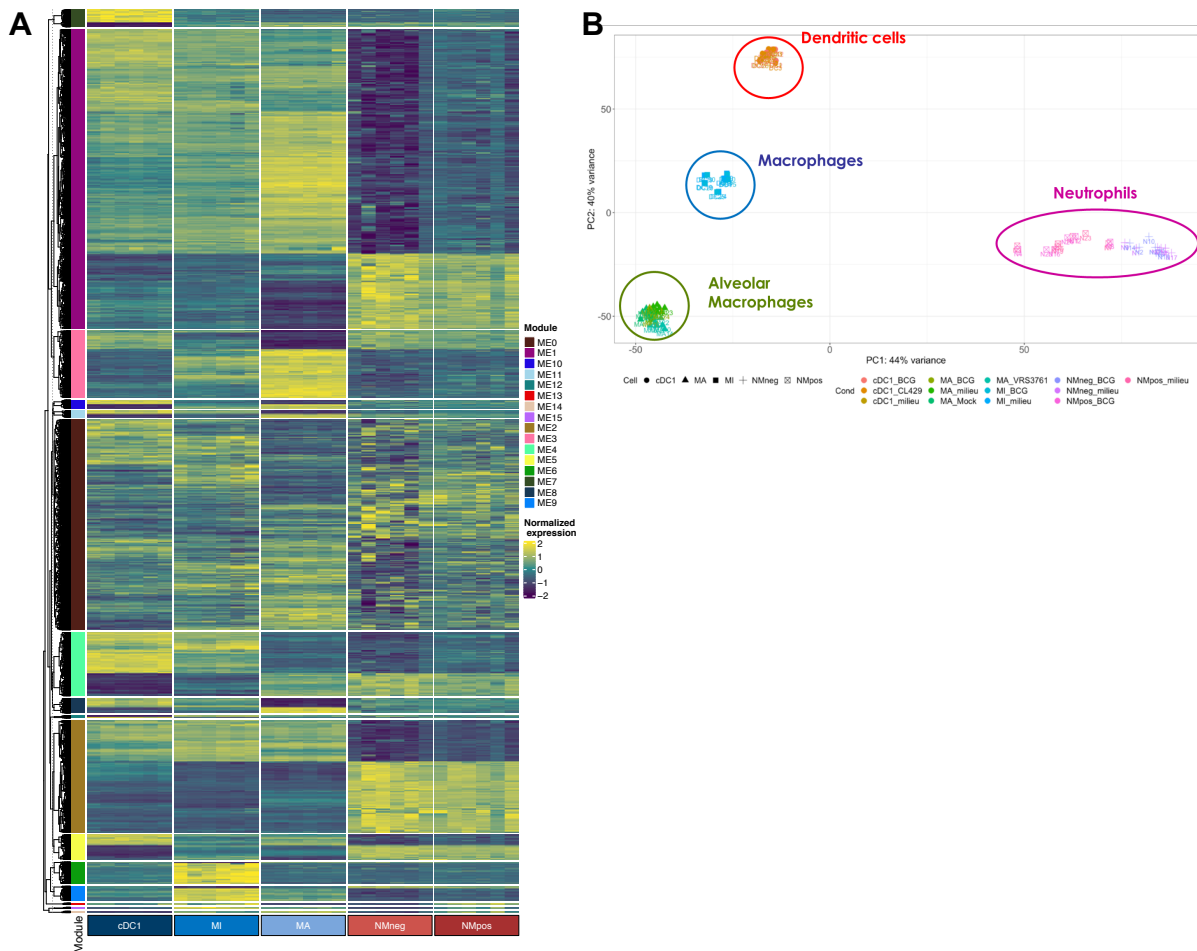 A
B
Dendritic cells
Macrophages
Neutrophils
Alveolar
Macrophages
50
0
-50
PC2: 40% variance
-50
0
50
PC1: 44% variance
Module
ME0
ME1
ME10
ME11
ME12
ME13
ME14
ME15
ME2
ME3
ME4
ME5
ME6
ME7
ME8
ME9
Normalized
expression
2
1
0
−1
−2
Cell cDC1 MA MI NMneg NMpos
Cond
cDC1_BCG MA_BCG MA_VRS3761 NMneg_BCG NMpos_milieu
cDC1_CL429 MA_milieu MI_BCG NMneg_milieu
cDC1_milieu MA_Mock MI_milieu NMpos_BCG
Module
cDC1 MI MA NMneg NMpos